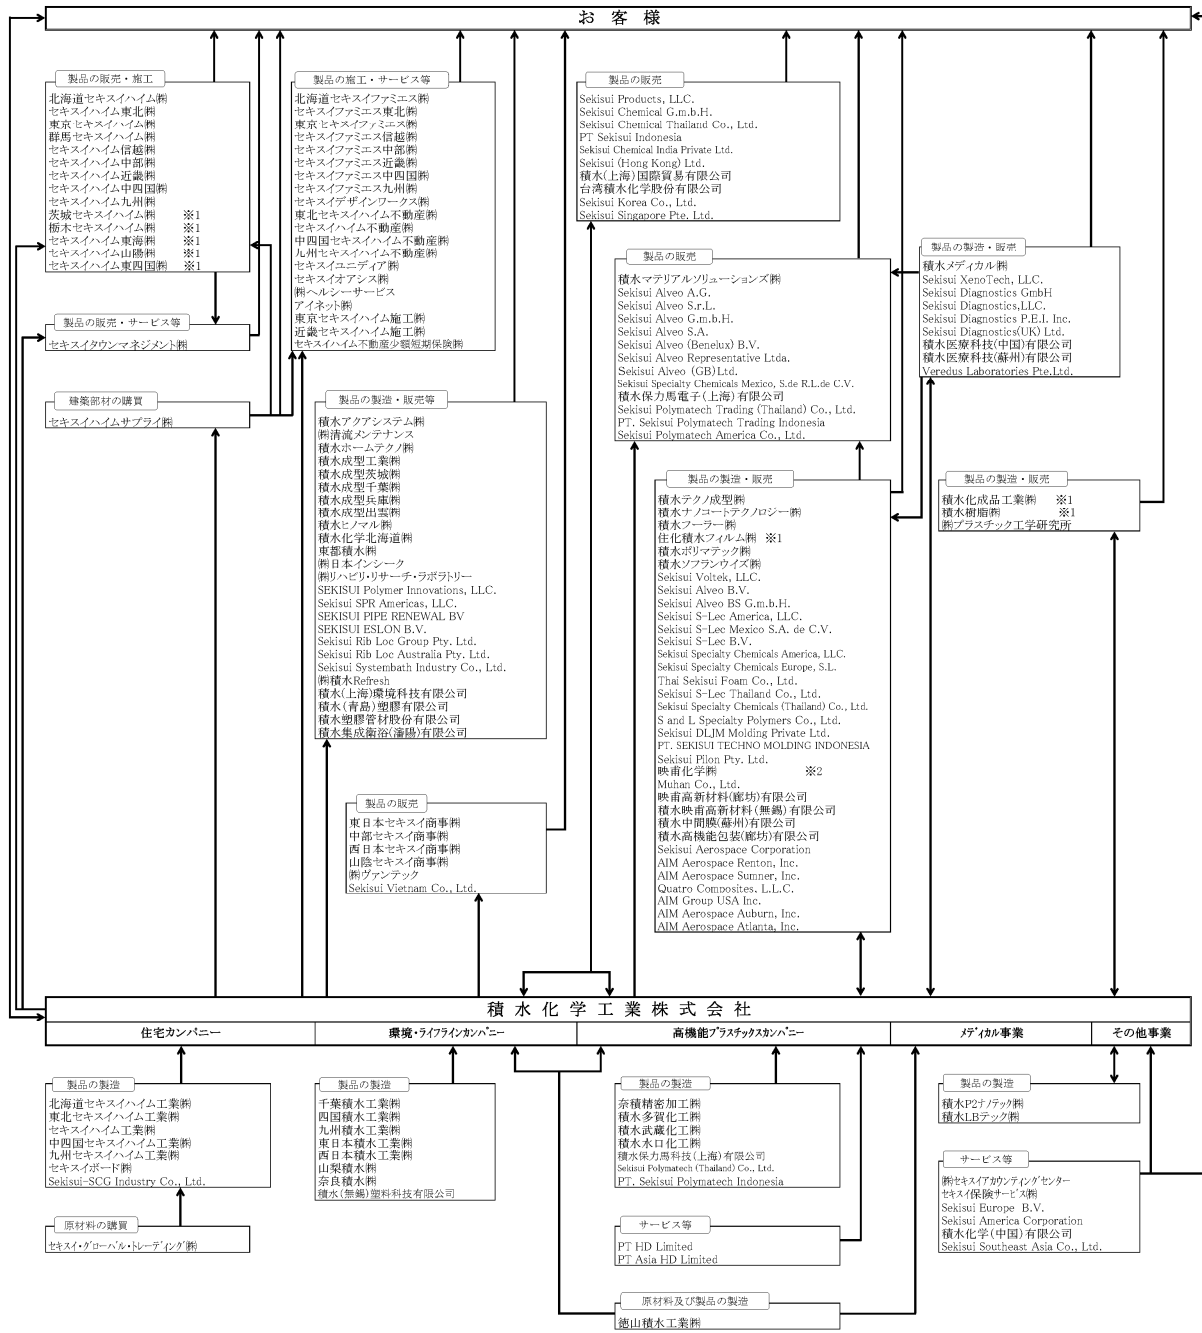 お客様
製品の販売・施工
北海道セキスイハイム㈱
セキスイハイム東北㈱
東京セキスイハイム㈱
群馬セキスイハイム㈱
セキスイハイム信越㈱
セキスイハイム中部㈱
セキスイハイム近畿㈱
セキスイハイム中四国㈱
セキスイハイム九州㈱
茨城セキスイハイム㈱ ※1
栃木セキスイハイム㈱ ※1
セキスイハイム東海㈱ ※1
セキスイハイム山陽㈱ ※1
セキスイハイム東四国㈱ ※1
製品の販売・サービス等
セキスイタウンマネジメント㈱
建築部材の購買
セキスイハイムサプライ㈱
製品の施工・サービス等
北海道セキスイファミエス㈱
セキスイファミエス東北㈱
東京セキスイファミエス㈱
セキスイファミエス信越㈱
セキスイファミエス中部㈱
セキスイファミエス近畿㈱
セキスイファミエス中四国㈱
セキスイファミエス九州㈱
セキスイデザインワークス㈱
東北セキスイハイム不動産㈱
セキスイハイム不動産㈱
中四国セキスイハイム不動産㈱
九州セキスイハイム不動産㈱
セキスイユニディア㈱
セキスイオアシス㈱
㈱ヘルシーサービス
アイネット㈱
東京セキスイハイム施工㈱
近畿セキスイハイム施工㈱
セキスイハイム不動産少額短期保険㈱
製品の製造・販売等
積水アクアシステム㈱
㈱清流メンテナンス
積水ホームテクノ㈱
積水成型工業㈱
積水成型茨城㈱
積水成型千葉㈱
積水成型兵庫㈱
積水成型出雲㈱
積水ヒノマル㈱
積水化学北海道㈱
東都積水㈱
㈱日本インシーク
㈱リハビリ・リサーチ・ラボラトリー
SEKISUI Polymer Innovations, LLC.
Sekisui SPR Americas, LLC.
SEKISUI PIPE RENEWAL BV
SEKISUI ESLON B.V.
Sekisui Rib Loc Group Pty. Ltd.
Sekisui Rib Loc Australia Pty. Ltd.
Sekisui Systembath Industry Co., Ltd.
㈱積水Refresh
積水(上海)環境科技有限公司
積水(青島)塑膠有限公司
積水塑膠管材股份有限公司
積水集成衛浴(瀋陽)有限公司
製品の販売
東日本セキスイ商事㈱
中部セキスイ商事㈱
西日本セキスイ商事㈱
山陰セキスイ商事㈱
㈱ヴァンテック
Sekisui Vietnam Co., Ltd.
製品の販売
Sekisui Products, LLC.
Sekisui Chemical G.m.b.H.
Sekisui Chemical Thailand Co., Ltd.
PT Sekisui Indonesia
Sekisui Chemical India Private Ltd.
Sekisui (Hong Kong) Ltd.
積水(上海)国際貿易有限公司
台湾積水化学股份有限公司
Sekisui Korea Co., Ltd.
Sekisui Singapore Pte. Ltd.
製品の販売
積水マテリアルソリューションズ㈱
Sekisui Alveo A.G.
Sekisui Alveo S.r.L.
Sekisui Alveo G.m.b.H.
Sekisui Alveo S.A.
Sekisui Alveo (Benelux) B.V.
Sekisui Alveo Representative Ltda.
Sekisui Alveo (GB)Ltd.
Sekisui Specialty Chemicals Mexico, S.de R.L.de C.V.
積水保力馬電子(上海)有限公司
Sekisui Polymatech Trading (Thailand) Co., Ltd.
PT. Sekisui Polymatech Trading Indonesia
Sekisui Polymatech America Co., Ltd.
製品の製造・販売
積水テクノ成型㈱
積水ナノコートテクノロジー㈱
積水フーラー㈱
住化積水フィルム㈱ ※1
積水ポリマテック㈱
積水ソフランウイズ㈱
Sekisui Voltek, LLC.
Sekisui Alveo B.V.
Sekisui Alveo BS G.m.b.H.
Sekisui S-Lec America, LLC.
Sekisui S-Lec Mexico S.A. de C.V.
Sekisui S-Lec B.V.
Sekisui Specialty Chemicals America, LLC.
Sekisui Specialty Chemicals Europe, S.L.
Thai Sekisui Foam Co., Ltd.
Sekisui S-Lec Thailand Co., Ltd.
Sekisui Specialty Chemicals (Thailand) Co., Ltd.
S and L Specialty Polymers Co., Ltd.
Sekisui DLJM Molding Private Ltd.
PT. SEKISUI TECHNO MOLDING INDONESIA
Sekisui Pilon Pty. Ltd.
映甫化学㈱ ※2
Muhan Co., Ltd.
映甫高新材料(廊坊)有限公司
積水映甫高新材料(無錫)有限公司
積水中間膜(蘇州)有限公司
積水高機能包装(廊坊)有限公司
Sekisui Aerospace Corporation
AIM Aerospace Renton, Inc.
AIM Aerospace Sumner, Inc.
Quatro Composites, L.L.C.
AIM Group USA Inc.
AIM Aerospace Auburn, Inc.
AIM Aerospace Atlanta, Inc.
製品の製造・販売
積水メディカル㈱
Sekisui XenoTech, LLC.
Sekisui Diagnostics GmbH
Sekisui Diagnostics,LLC.
Sekisui Diagnostics P.E.I. Inc.
Sekisui Diagnostics(UK) Ltd.
積水医療科技(中国)有限公司
積水医療科技(蘇州)有限公司
Veredus Laboratories Pte.Ltd.
製品の製造・販売
積水化成品工業㈱ ※1
積水樹脂㈱ ※1
㈱プラスチック工学研究所
積水化学工業株式会社
住宅カンパニー
環境・ライフラインカンパニー
高機能プラスチックスカンパニー
メディカル事業
その他事業
製品の製造
北海道セキスイハイム工業㈱
東北セキスイハイム工業㈱
セキスイハイム工業㈱
中四国セキスイハイム工業㈱
九州セキスイハイム工業㈱
セキスイボード㈱
Sekisui-SCG Industry Co., Ltd.
原材料の購買
セキスイ・グローバル・トレーディング㈱
製品の製造
千葉積水工業㈱
四国積水工業㈱
九州積水工業㈱
東日本積水工業㈱
西日本積水工業㈱
山梨積水㈱
奈良積水㈱
積水(無錫)塑料科技有限公司
製品の製造
奈積精密加工㈱
積水多賀化工㈱
積水武蔵化工㈱
積水水口化工㈱
積水保力馬科技(上海)有限公司
Sekisui Polymatech (Thailand) Co., Ltd.
PT. Sekisui Polymatech Indonesia
サービス等
PT HD Limited
PT Asia HD Limited
原材料及び製品の製造
徳山積水工業㈱
製品の製造
積水P2ナノテック㈱
積水LBテック㈱
サービス等
㈱セキスイアカウンティングセンター
セキスイ保険サービス㈱
Sekisui Europe B.V.
Sekisui America Corporation
積水化学(中国)有限公司
Sekisui Southeast Asia Co., Ltd.